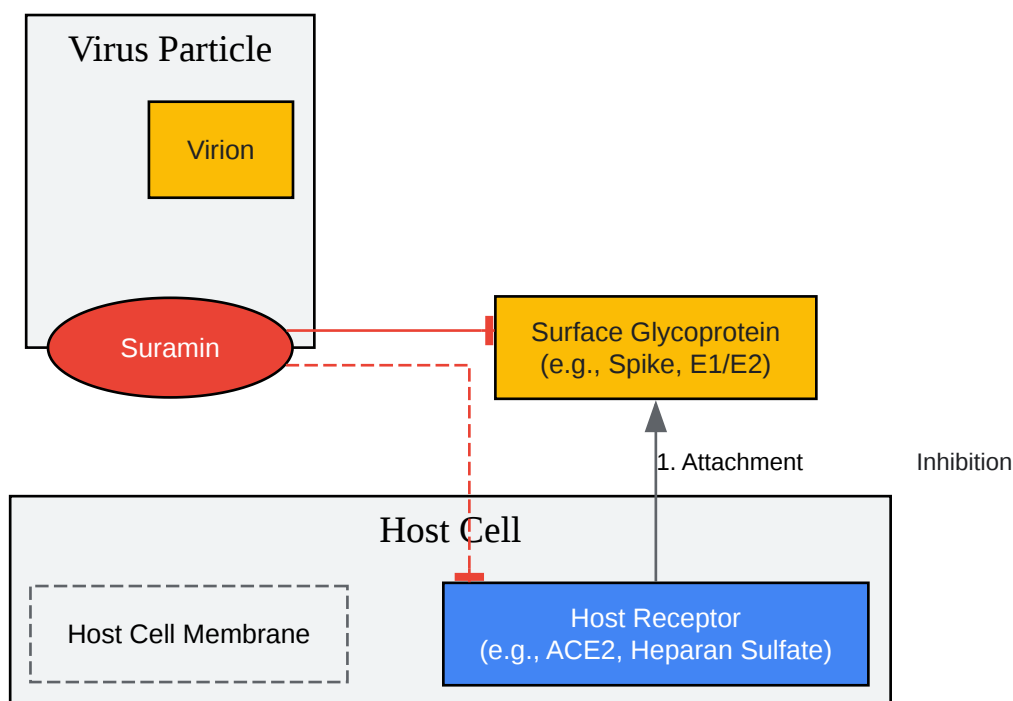 Virus Particle
Virion
Suramin
Surface Glycoprotein
(e.g., Spike, E1/E2)
1. Attachment
Inhibition
Host Cell
Host Cell Membrane
Host Receptor
(e.g., ACE2, Heparan Sulfate)